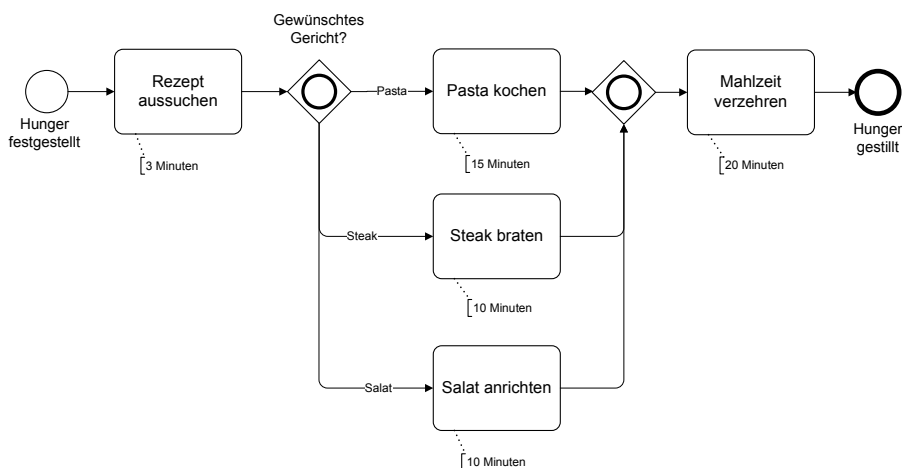 Gewünschtes
Gericht?
Rezept
aussuchen
Pasta
Pasta kochen
Mahlzeit
verzehren
Hunger
festgestellt
Hunger
gestillt
3 Minuten
15 Minuten
20 Minuten
Steak
Steak braten
10 Minuten
Salat
Salat anrichten
10 Minuten